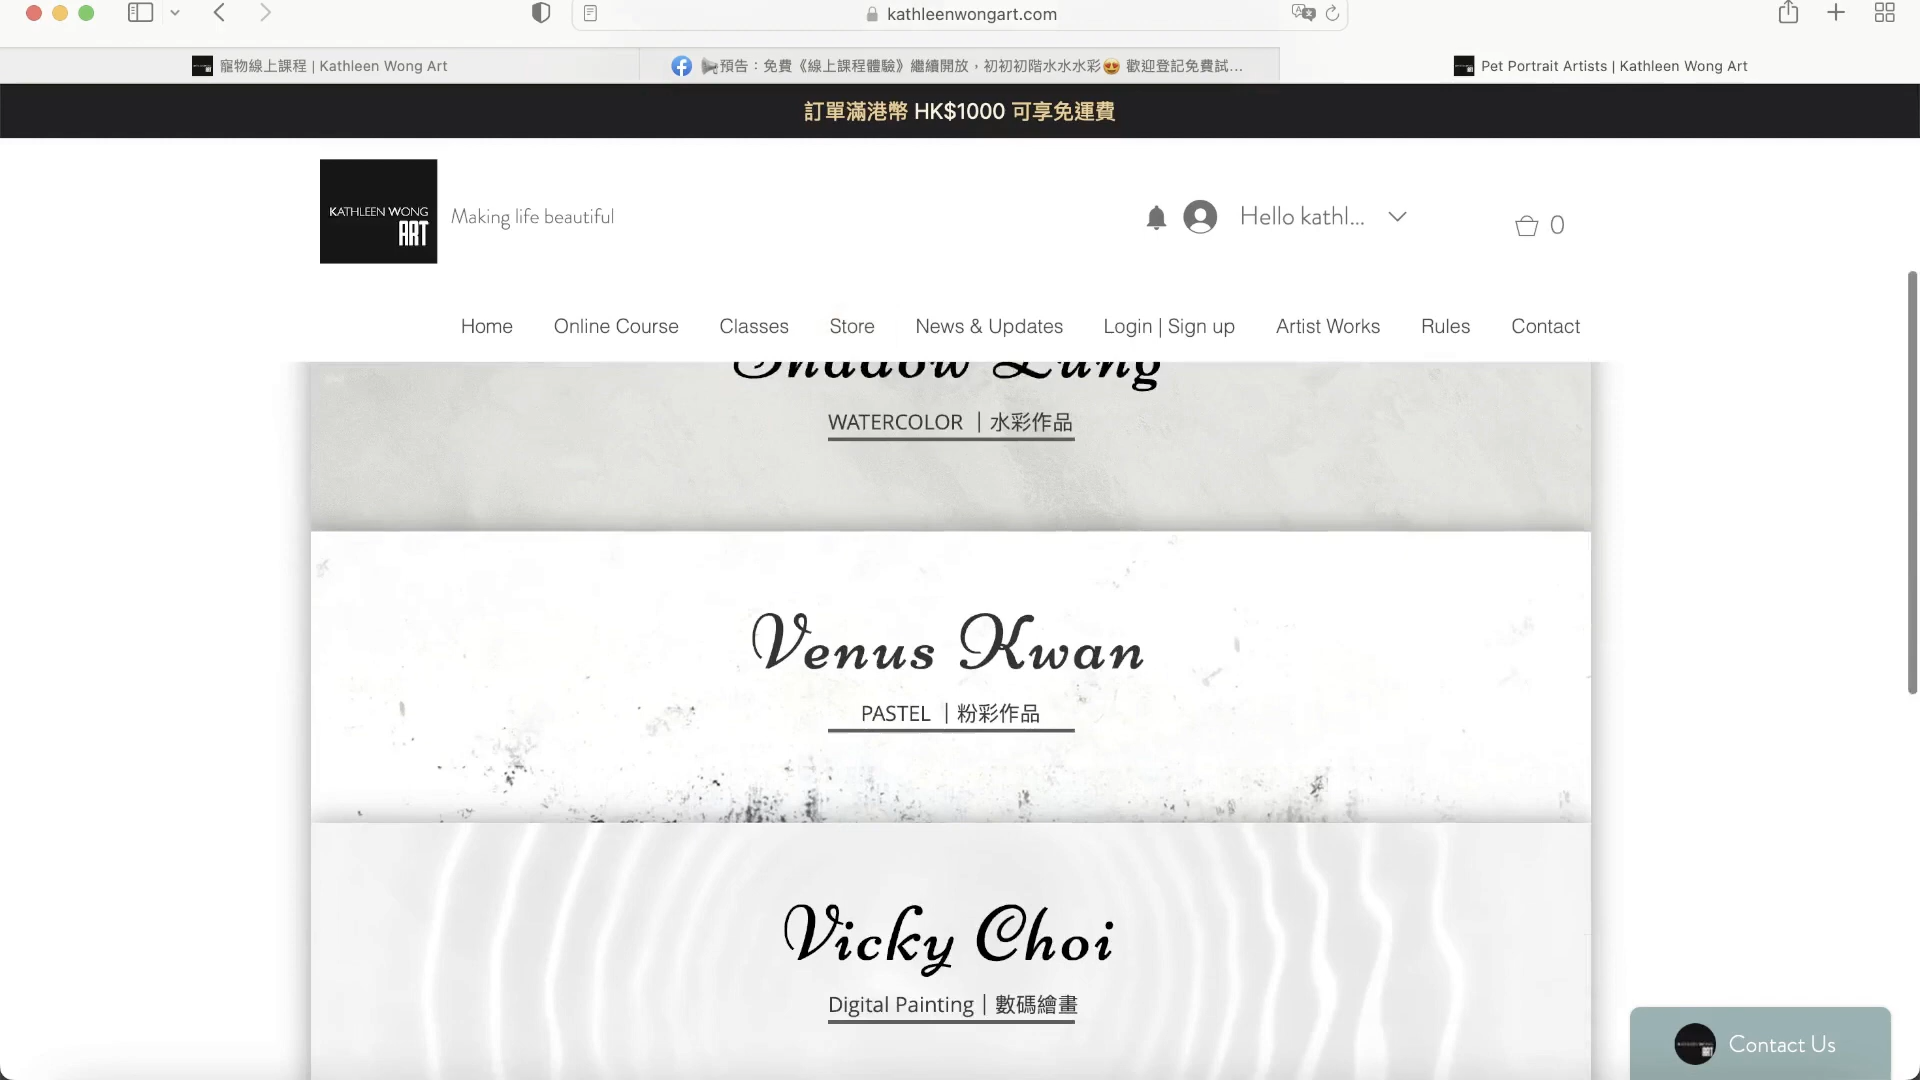 kathleenwongart.com
寵物線上課程 | Kathleen Wong Art
預告：免費《線上課程體驗》繼續開放，初初初階水水水彩😍 歡迎登記免費試...
Pet Portrait Artists | Kathleen Wong Art
訂單滿港幣 HK$1000 可享免運費
KATHLEEN WONG
ART
Making life beautiful
Hello kathl...
0
Home
Online Course
Classes
Store
News & Updates
Login | Sign up
Artist Works
Rules
Contact
Shadow Lung
WATERCOLOR ｜水彩作品
Venus Kwan
PASTEL ｜粉彩作品
Vicky Choi
Digital Painting｜數碼繪畫
Contact Us